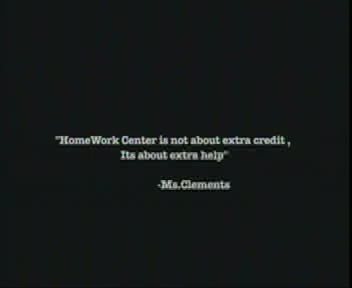 "HomeWork Center is not about extra credit ,
Its about extra help"
-Ms.Clements